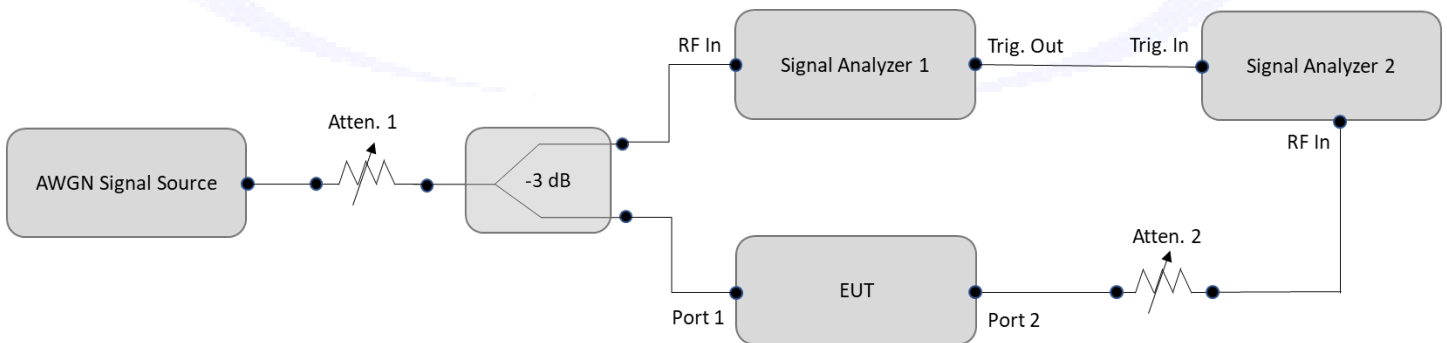 RF In
Signal Analyzer 1
Trig. Out
Trig. In
Signal Analyzer 2
RF In
Atten. 1
AWGN Signal Source
-3 dB
Atten. 2
EUT
Port 1
Port 2